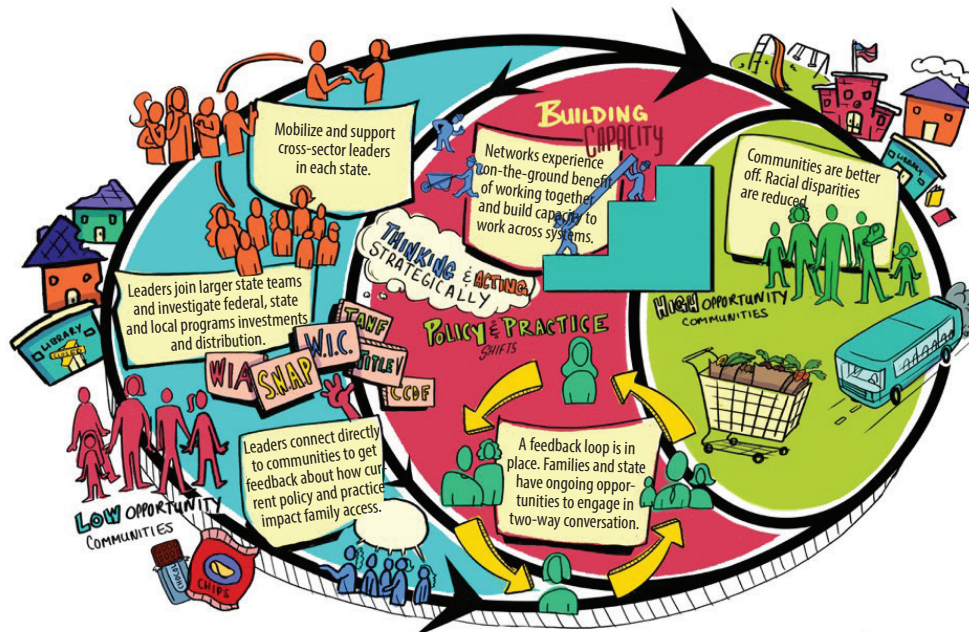 Mobilize and support
cross-sector leaders
in each state.
Leaders join larger state teams
and investigate federal, state
and local programs investments
and distribution.
TANF
W.I.C.
TITLE V
WIA
SNAP
CCDF
Leaders connect directly
to communities to get
feedback about how cur-
rent policy and practice
impact family access.
LIBRARY
CLOSED
LOW OPPORTUNITY
COMMUNITIES
CHIPS
THINKING & ACTING
STRATEGICALLY
BUILDING
CAPACITY
Networks experience
on-the-ground benefit
of working together
and build capacity to
work across systems.
POLICY & PRACTICE
SHIFTS
A feedback loop is in
place. Families and state
have ongoing oppor-
tunities to engage in
two-way conversation.
Communities are better
off. Racial disparities
are reduced.
LIBRARY
HIGH OPPORTUNITY
COMMUNITIES